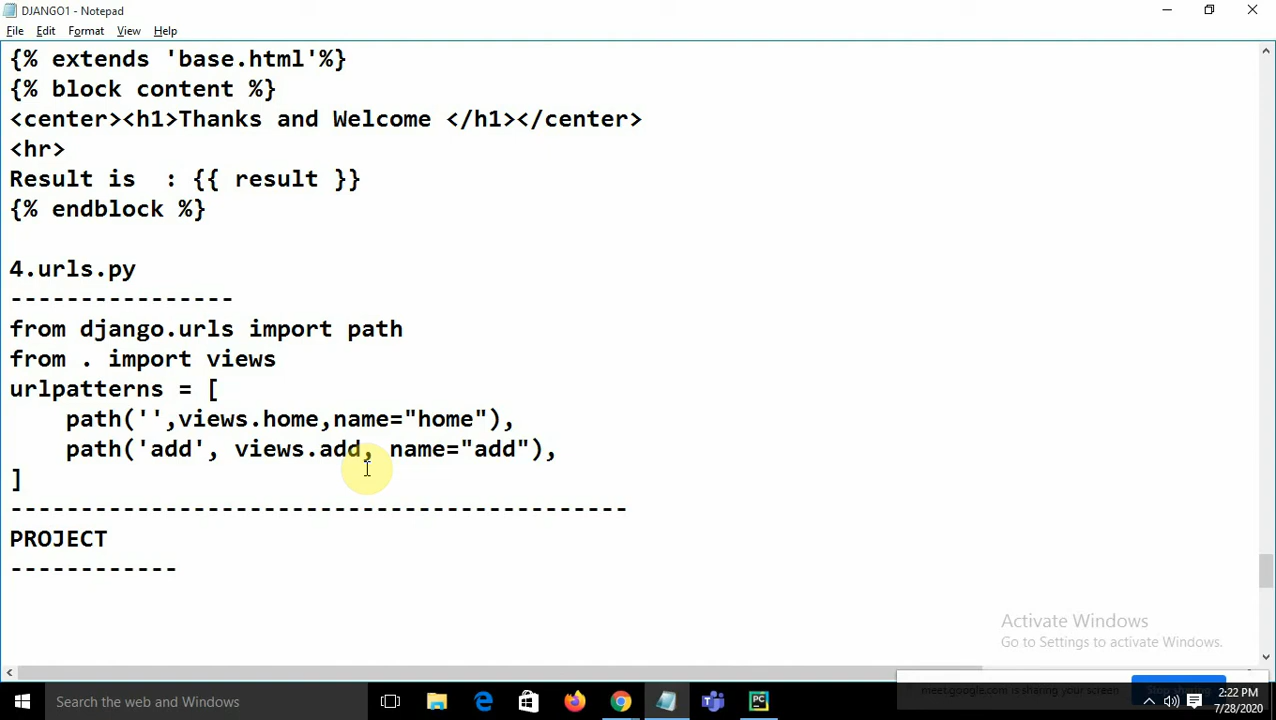 DJANGO1 - Notepad
File Edit Format View Help
{% extends 'base.html'%}
{% block content %}
<center><h1>Thanks and Welcome </h1></center>
<hr>
Result is  : {{ result }}
{% endblock %}
4.urls.py
----------------
from django.urls import path
from . import views
urlpatterns = [
    path('',views.home,name="home"),
    path('add', views.add, name="add"),
]
--------------------------------------------
PROJECT
------------
Activate Windows
Go to Settings to activate Windows.
meet.google.com is sharing your screen
Stop sharing
Search the web and Windows
2:22 PM
7/28/2020